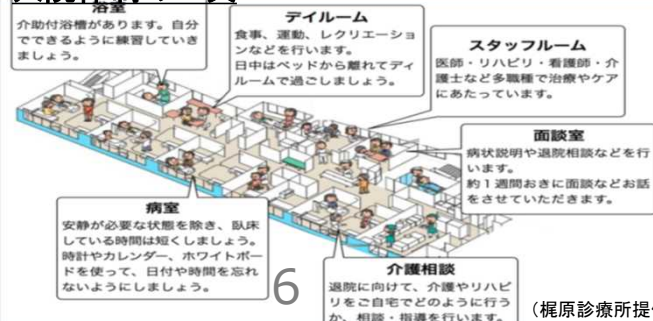 浴室
介助付浴槽があります。自分
でできるように練習していき
ましょう。
デイルーム
食事、運動、レクリエーショ
ンなどを行います。
日中はベッドから離れてディ
ルームで過ごしましょう。
スタッフルーム
医師・リハビリ・看護師・介
護士など多職種で治療やケア
にあたっています。
面談室
病状説明や退院相談などを行
います。
約1週間おきに面談などお話
をさせていただきます。
病室
安静が必要な状態を除き、臥床
している時間は短くしましょう。
時計やカレンダー、ホワイトボー
ドを使って、日付や時間を忘れ
ないようにしましょう。
6
介護相談
退院に向けて、介護やリハビ
リをご自宅でどのように行う
か、相談・指導を行います。
(梶原診療所提